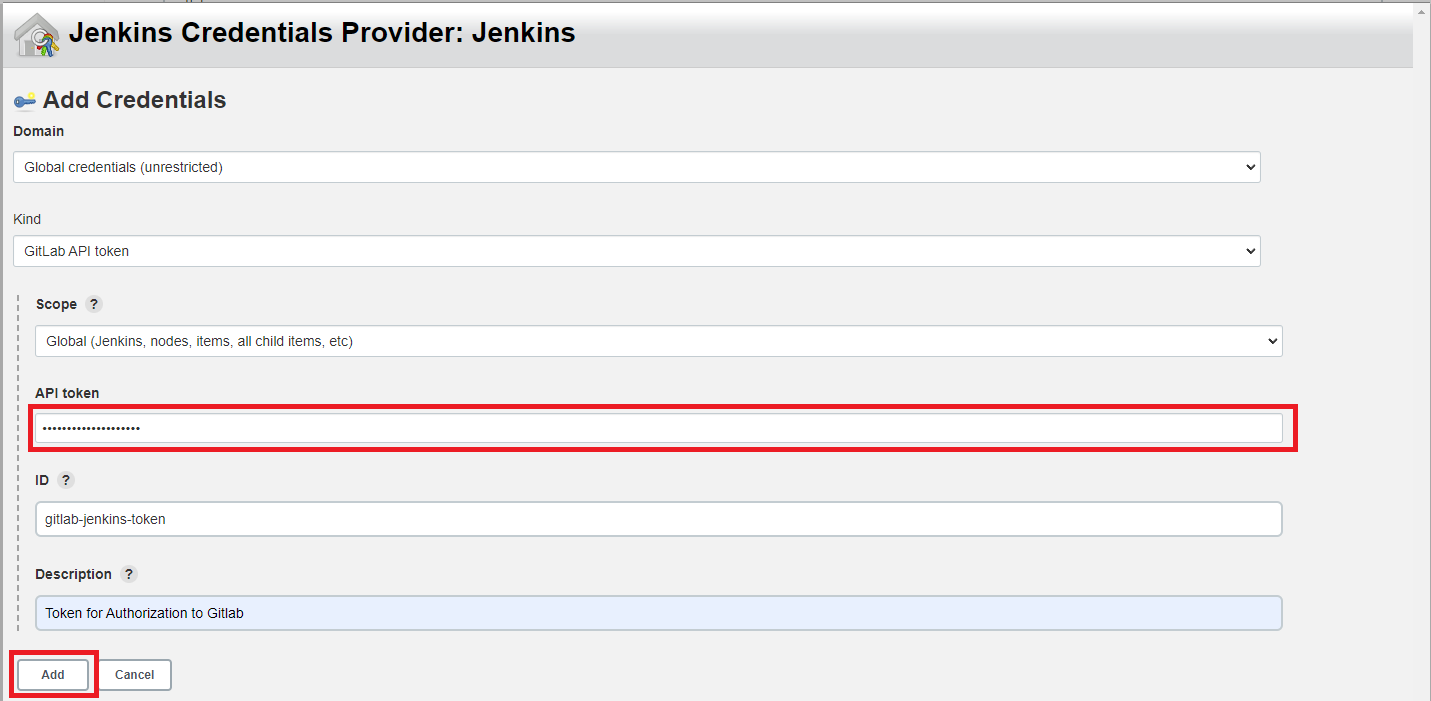 Jenkins Credentials Provider: Jenkins
Add Credentials
Domain
Global credentials (unrestricted)
Kind
GitLab API token
Scope ?
Global (Jenkins, nodes, items, all child items, etc)
API token
••••••••••••••••••••
ID ?
gitlab-jenkins-token
Description ?
Token for Authorization to Gitlab
Add Cancel